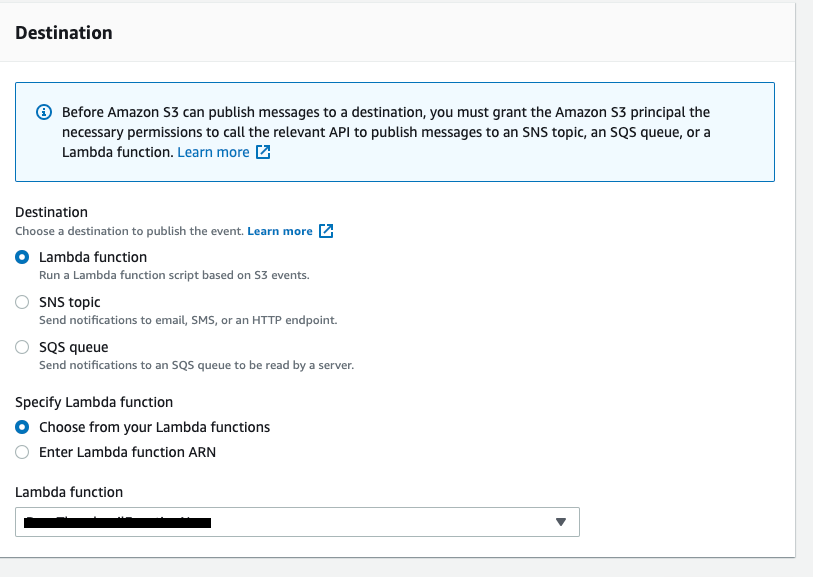 Destination
Before Amazon S3 can publish messages to a destination, you must grant the Amazon S3 principal the
necessary permissions to call the relevant API to publish messages to an SNS topic, an SQS queue, or a
Lambda function. Learn more
Destination
Choose a destination to publish the event. Learn more
Lambda function
Run a Lambda function script based on S3 events.
SNS topic
Send notifications to email, SMS, or an HTTP endpoint.
SQS queue
Send notifications to an SQS queue to be read by a server.
Specify Lambda function
Choose from your Lambda functions
Enter Lambda function ARN
Lambda function